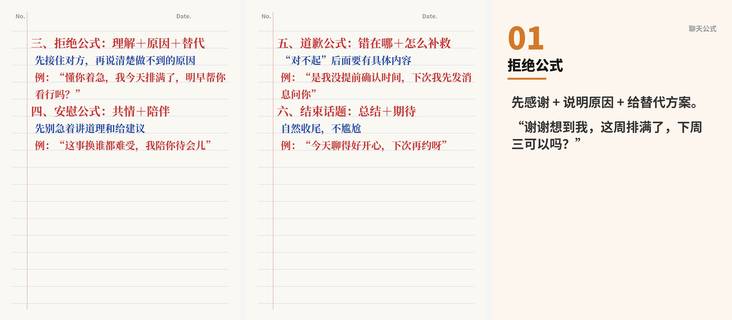 No.
Date.
三、拒绝公式：理解＋原因＋替代
先接住对方，再说清楚做不到的原因
例：“懂你着急，我今天排满了，明早帮你
看行吗？”
四、安慰公式：共情＋陪伴
先别急着讲道理和给建议
例：“这事换谁都难受，我陪你待会儿”
No.
Date.
五、道歉公式：错在哪＋怎么补救
“对不起”后面要有具体内容
例：“是我没提前确认时间，下次我先发消
息问你”
六、结束话题：总结＋期待
自然收尾，不尴尬
例：“今天聊得好开心，下次再约呀”
01
聊天公式
拒绝公式
先感谢 + 说明原因 + 给替代方案。
“谢谢想到我，这周排满了，下周
三可以吗？”